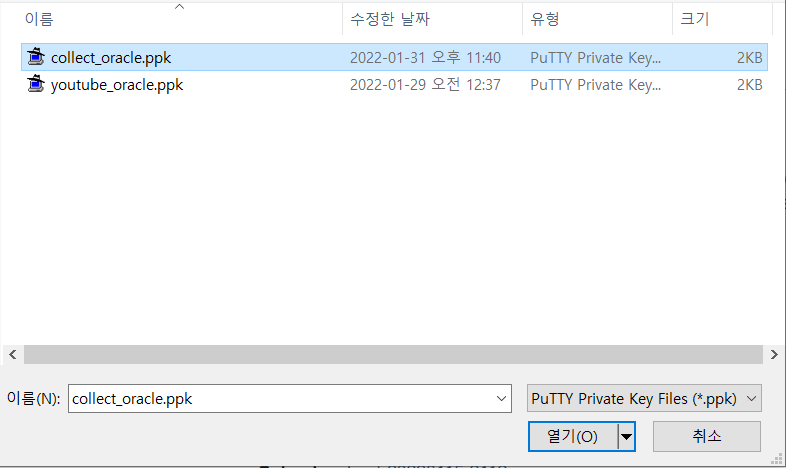 이름 수정한 날짜 유형 크기
collect_oracle.ppk 2022-01-31 오후 11:40 PuTTY Private Key... 2KB
youtube_oracle.ppk 2022-01-29 오전 12:37 PuTTY Private Key... 2KB
이름(N): collect_oracle.ppk PuTTY Private Key Files (*.ppk)
열기(O) 취소